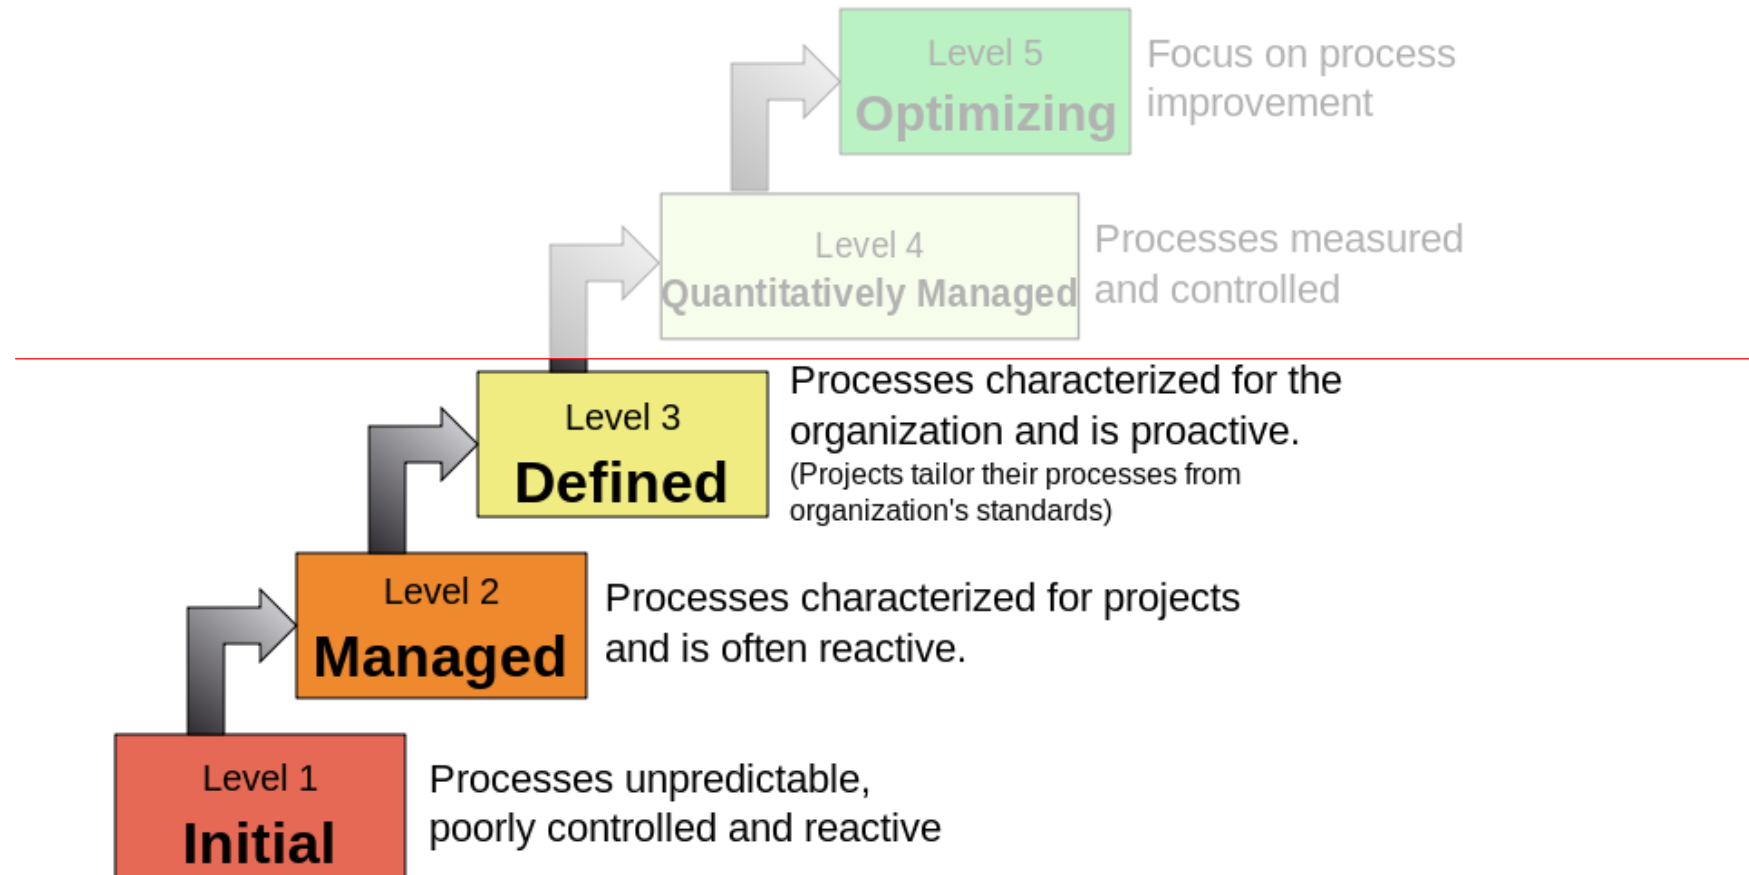 Level 5
Optimizing
Focus on process
improvement
Level 4
Quantitatively Managed
Processes measured
and controlled
Level 3
Defined
Processes characterized for the
organization and is proactive.
(Projects tailor their processes from
organization's standards)
Level 2
Managed
Processes characterized for projects
and is often reactive.
Level 1
Initial
Processes unpredictable,
poorly controlled and reactive